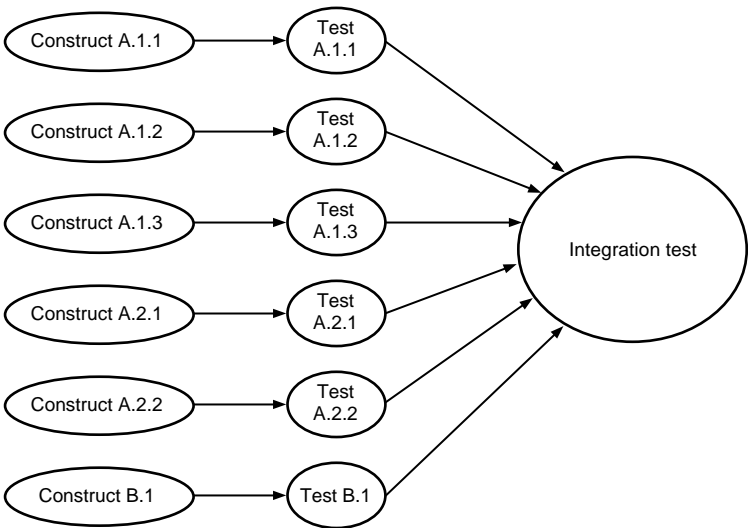 Construct A.1.1
Test
A.1.1
Construct A.1.2
Test
A.1.2
Construct A.1.3
Test
A.1.3
Integration test
Construct A.2.1
Test
A.2.1
Construct A.2.2
Test
A.2.2
Construct B.1
Test B.1